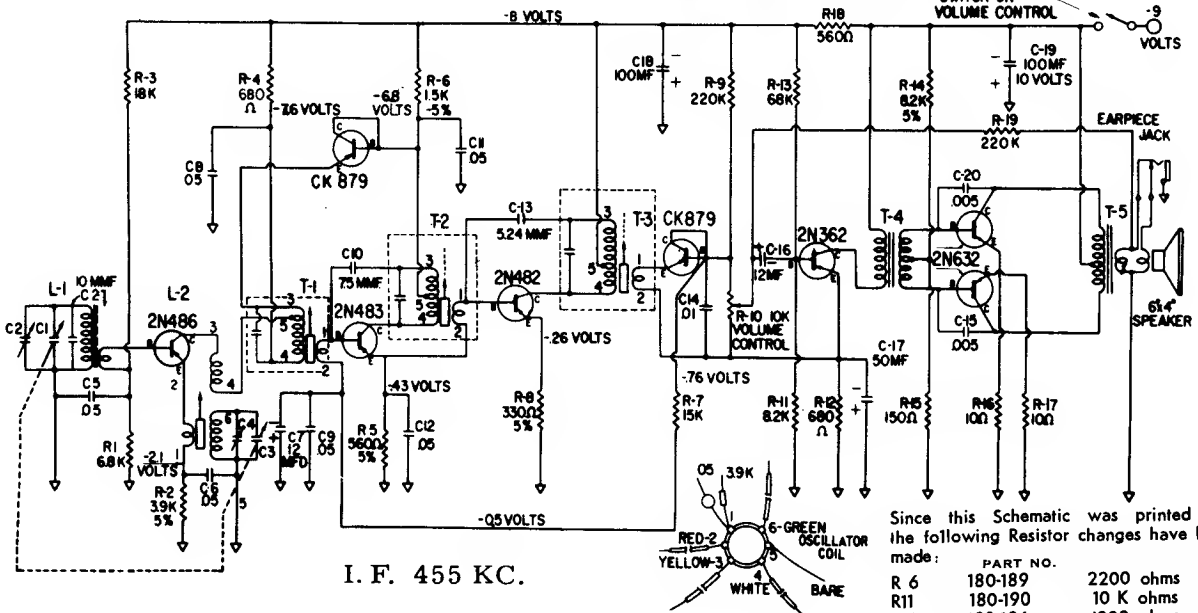 VOLUME CONTROL
-9
VOLTS
-8 VOLTS
R-18
560Ω
R-3
18K
R-4
680
Ω
-7.6 VOLTS
-6.8
VOLTS
R-6
1.5K
-5%
C18
100MF
-
+
R-9
220K
R-13
68K
R-14
8.2K
5%
C-19
100MF
10 VOLTS
-
+
R-19
220K
EARPIECE
JACK
C8
.05
C
B
E
CK 879
C11
.05
C-20
.005
T-2
C-13
5.24 MMF
T-3
CK879
C-16
12MF
2N362
T-4
2N632
T-5
6"x4"
SPEAKER
L-1
10 MMF
C2
C1
L-2
2N486
T-1
C10
75 MMF
2N483
2N482
C14
.01
R-10 10K
VOLUME
CONTROL
C-15
.005
C-17
50MF
-.26 VOLTS
-.43 VOLTS
-.76 VOLTS
C5
.05
R1
6.8K
-2.1
VOLTS
R-2
3.9K
5%
C6
.05
C4
C3
C7
12
MFD
C9
.05
R5
560Ω
5%
C12
.05
R-8
330Ω
5%
R-7
15K
R-11
8.2K
R-12
680
Ω
R-15
150Ω
R-16
10Ω
R-17
10Ω
-0.5 VOLTS
I. F. 455 KC.
.05
3.9K
1
6-GREEN
OSCILLATOR
COIL
RED-2
YELLOW-3
4
WHITE
5
BARE
Since this Schematic was printed
the following Resistor changes have
made:
PART NO.
R 6 180-189 2200 ohms
R11 180-190 10 K ohms